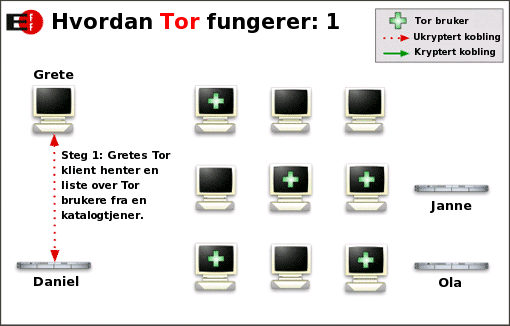 EFF Hvordan Tor fungerer: 1
Tor bruker
Ukryptert kobling
Kryptert kobling
Grete
Steg 1: Gretes Tor
klient henter en
liste over Tor
brukere fra en
katalogtjener.
Janne
Daniel
Ola